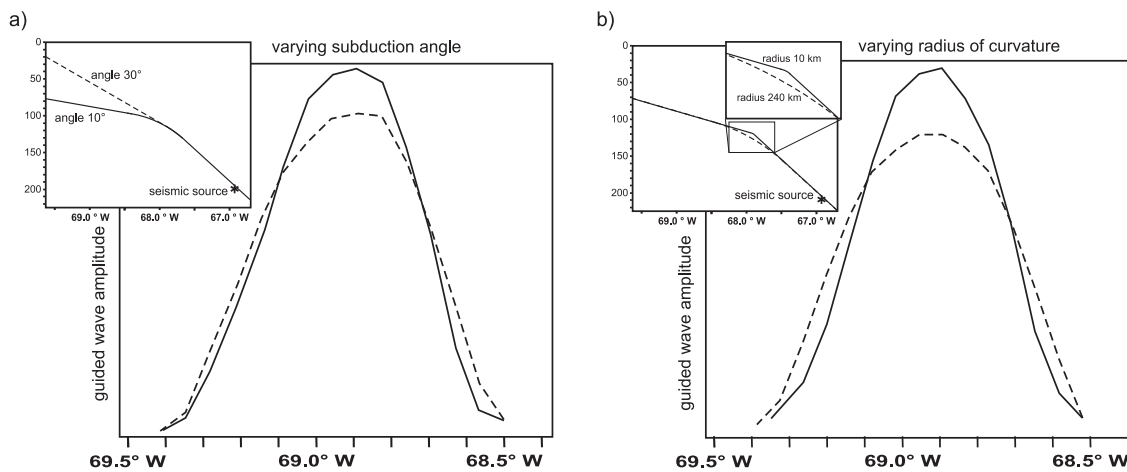 a)
varying subduction angle
0
50
100
150
200
angle 30°
angle 10°
seismic source
69.0 ° W 68.0 ° W 67.0 ° W
guided wave amplitude
69.5° W 69.0° W 68.5° W
b)
varying radius of curvature
0
50
100
150
200
radius 10 km
radius 240 km
seismic source
69.0 ° W 68.0 ° W 67.0 ° W
guided wave amplitude
69.5° W 69.0° W 68.5° W